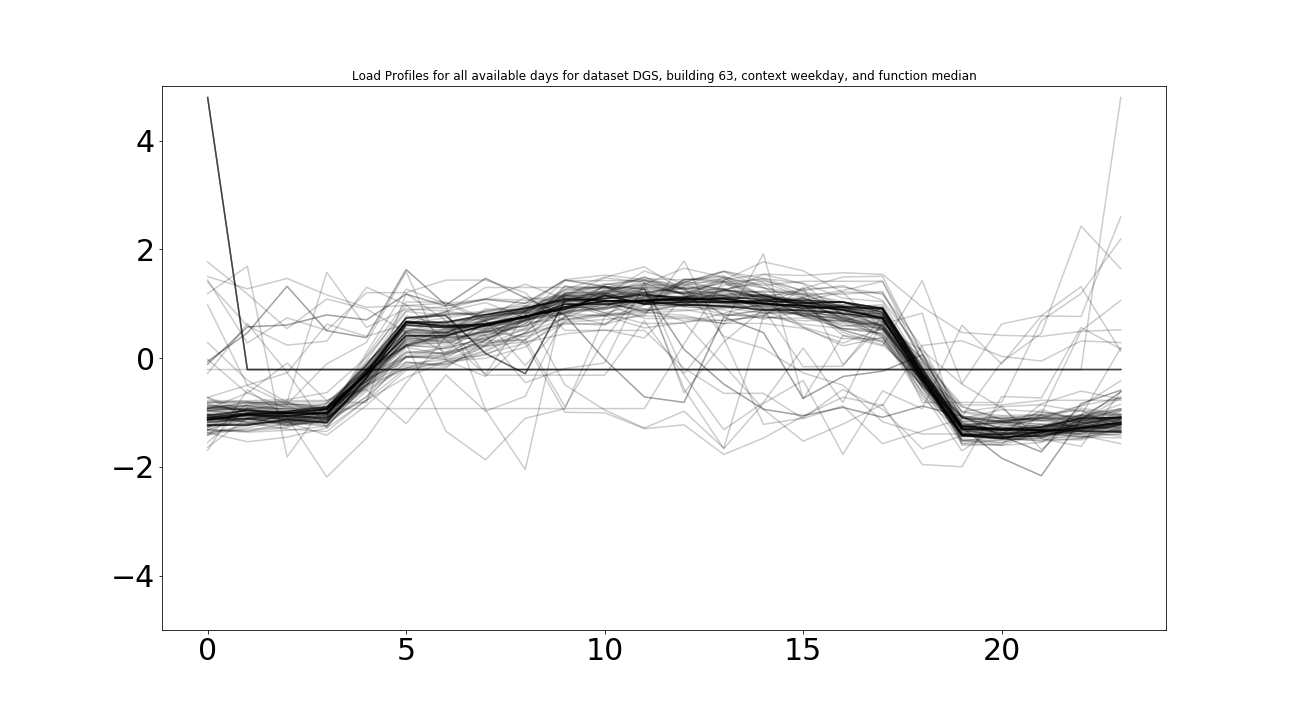 Load Profiles for all available days for dataset DGS, building 63, context weekday, and function median
4
2
0
−2
−4
0 5 10 15 20